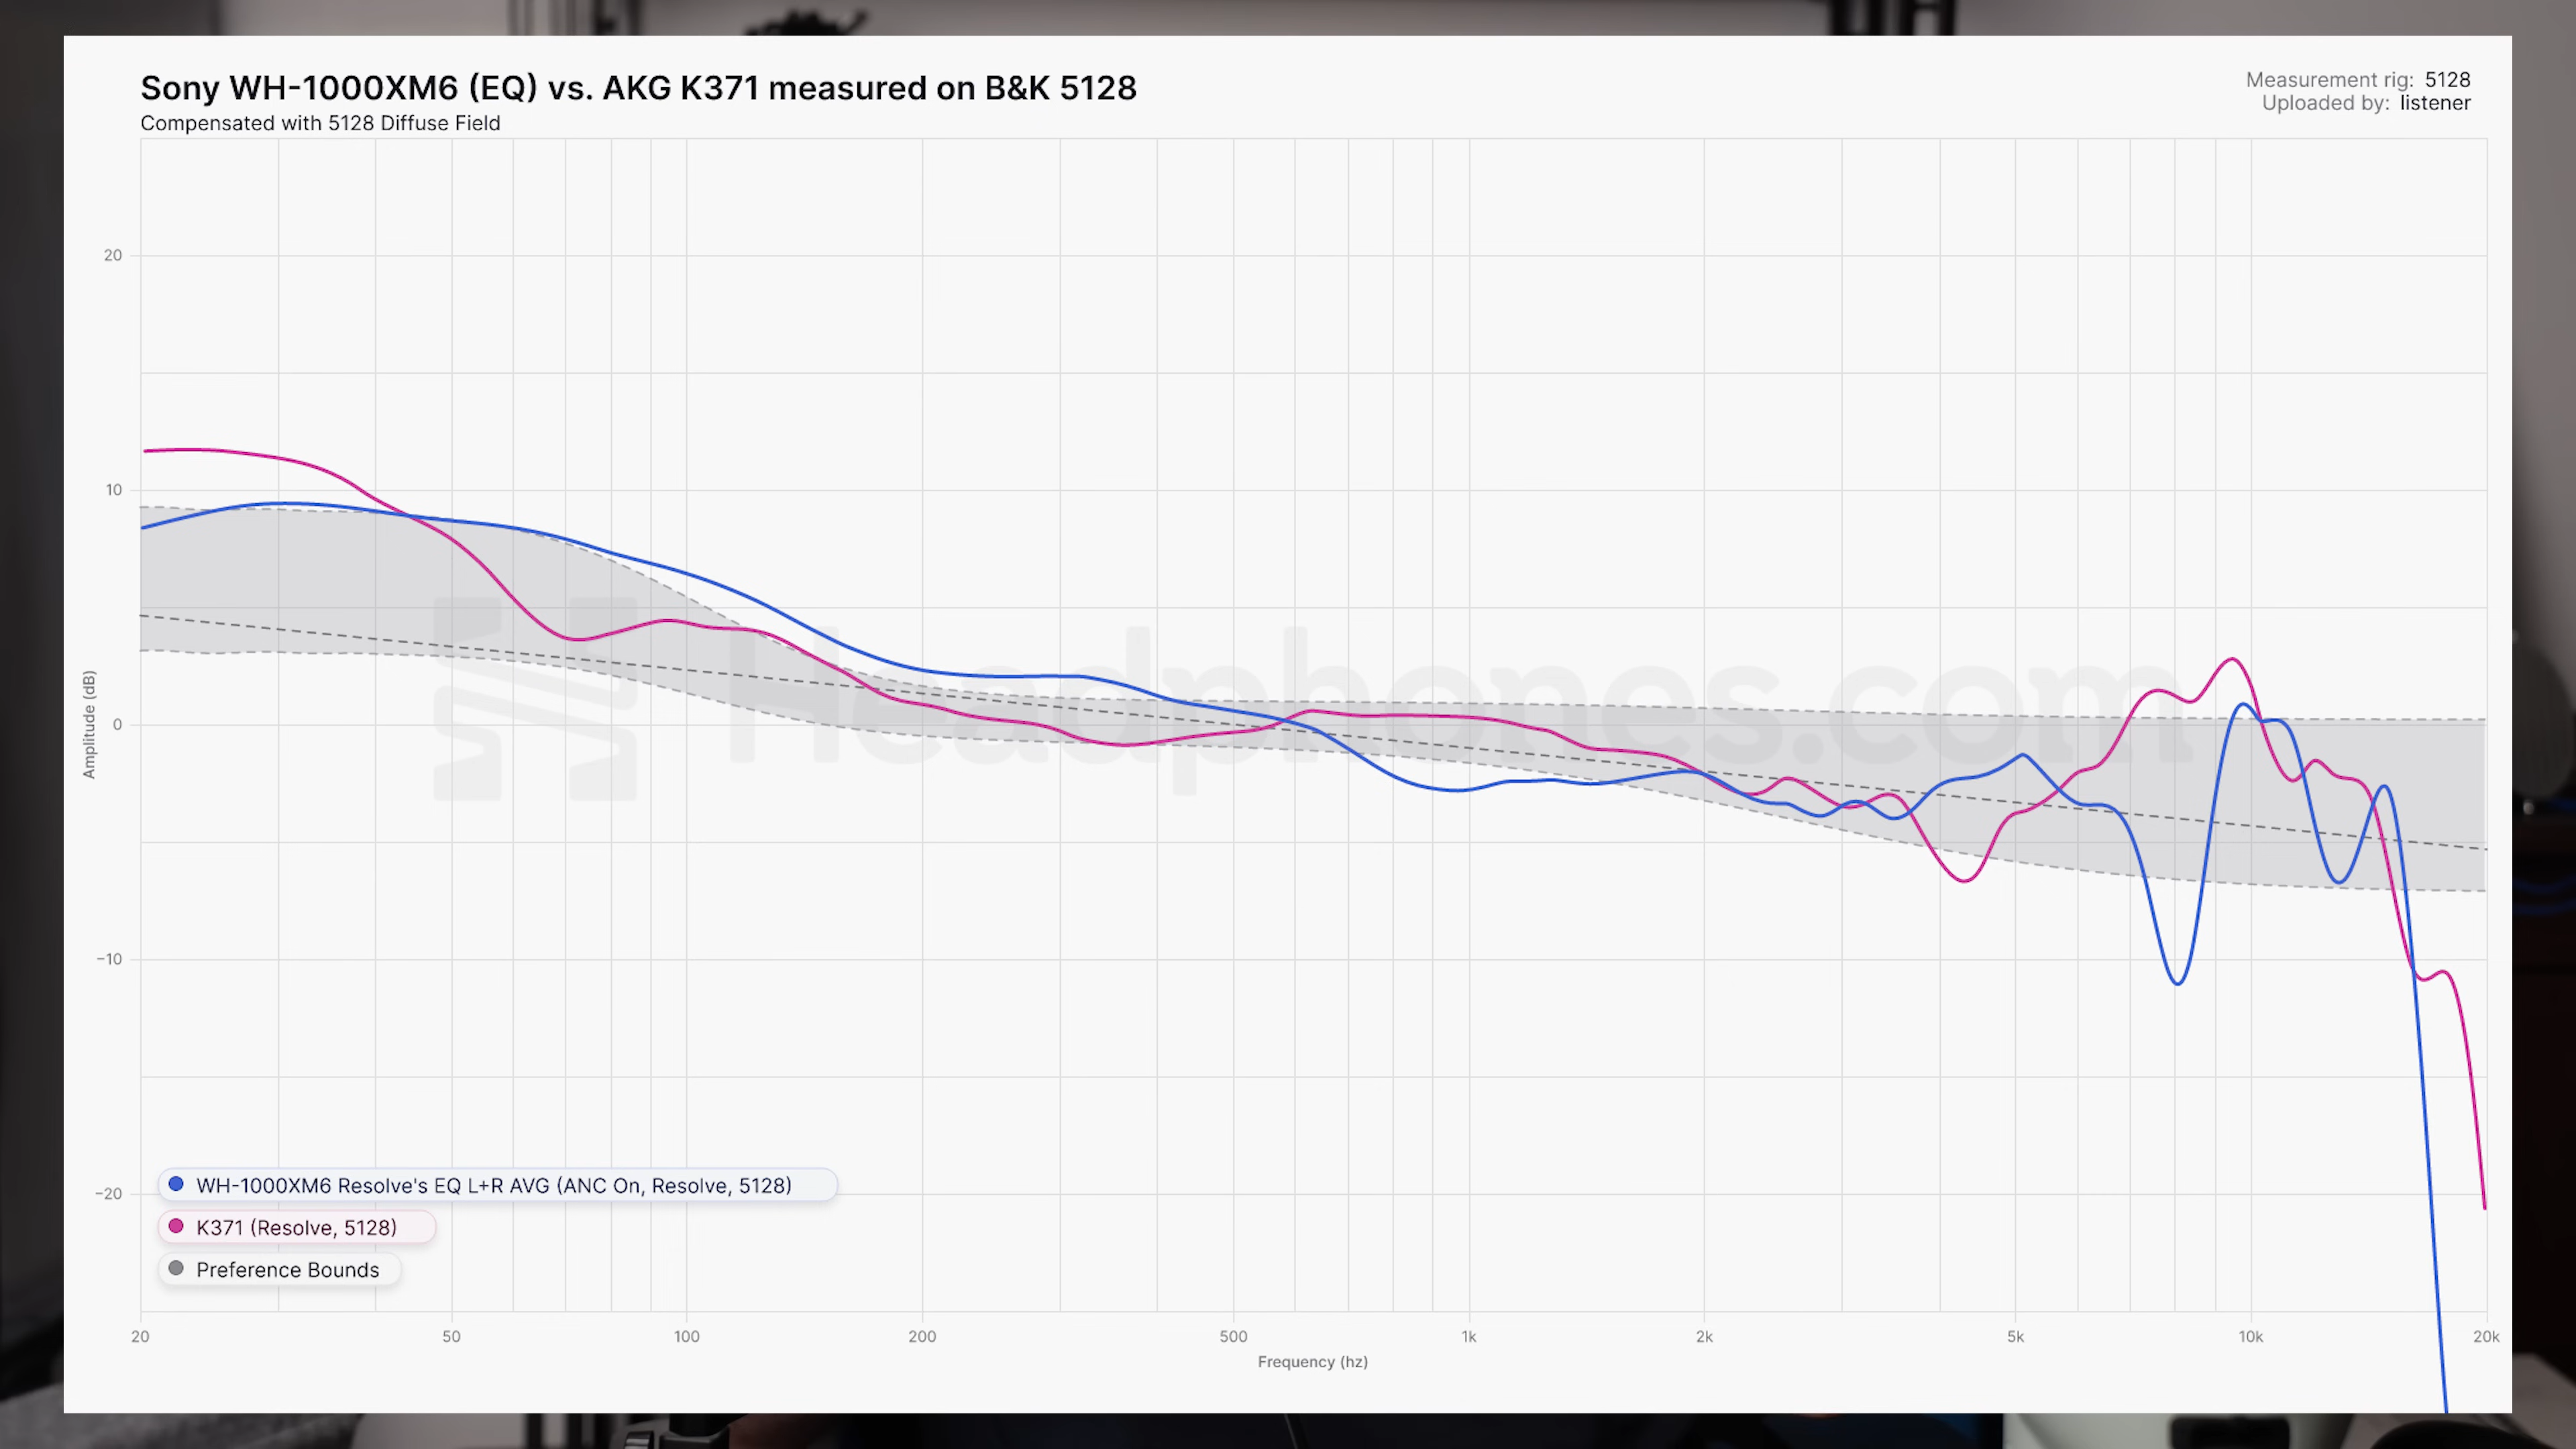 Sony WH-1000XM6 (EQ) vs. AKG K371 measured on B&K 5128
Compensated with 5128 Diffuse Field
Measurement rig: 5128
Uploaded by: listener
20
10
0
−10
−20
Amplitude (dB)
Headphones.com
WH-1000XM6 Resolve's EQ L+R AVG (ANC On, Resolve, 5128)
K371 (Resolve, 5128)
Preference Bounds
20 50 100 200 500 1k 2k 5k 10k 20k
Frequency (hz)